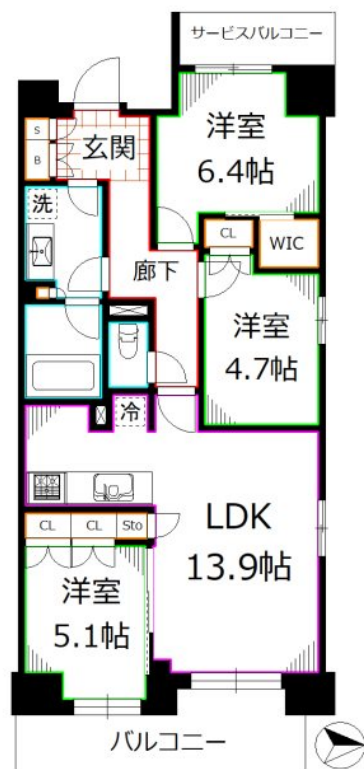 サービスバルコニー
洋室
6.4帖
S
玄関
B
洗
CL
WIC
廊下
洋室
4.7帖
冷
LDK
13.9帖
CL
CL
Sto
洋室
5.1帖
バルコニー